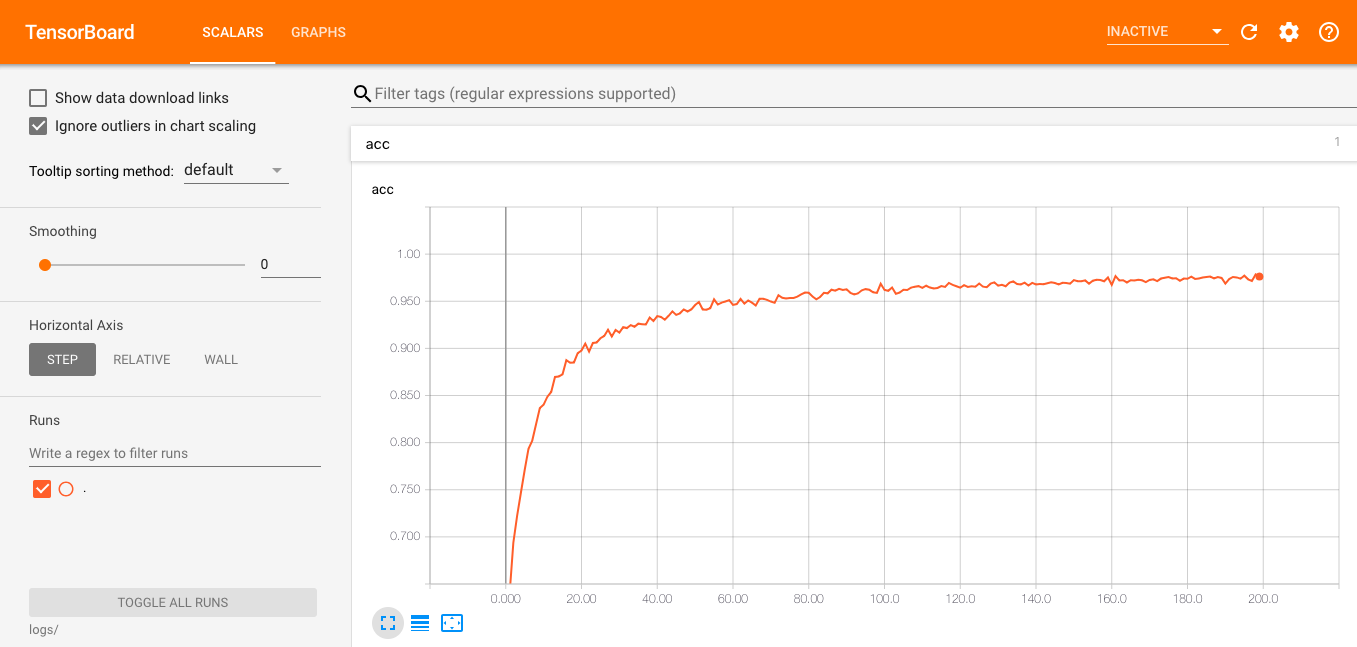 TensorBoard
SCALARS
GRAPHS
INACTIVE
Show data download links
Ignore outliers in chart scaling
Tooltip sorting method:
default
Smoothing
0
Horizontal Axis
STEP
RELATIVE
WALL
Runs
Write a regex to filter runs
.
TOGGLE ALL RUNS
logs/
Filter tags (regular expressions supported)
acc
1
acc
1.00
0.950
0.900
0.850
0.800
0.750
0.700
0.000
20.00
40.00
60.00
80.00
100.0
120.0
140.0
160.0
180.0
200.0